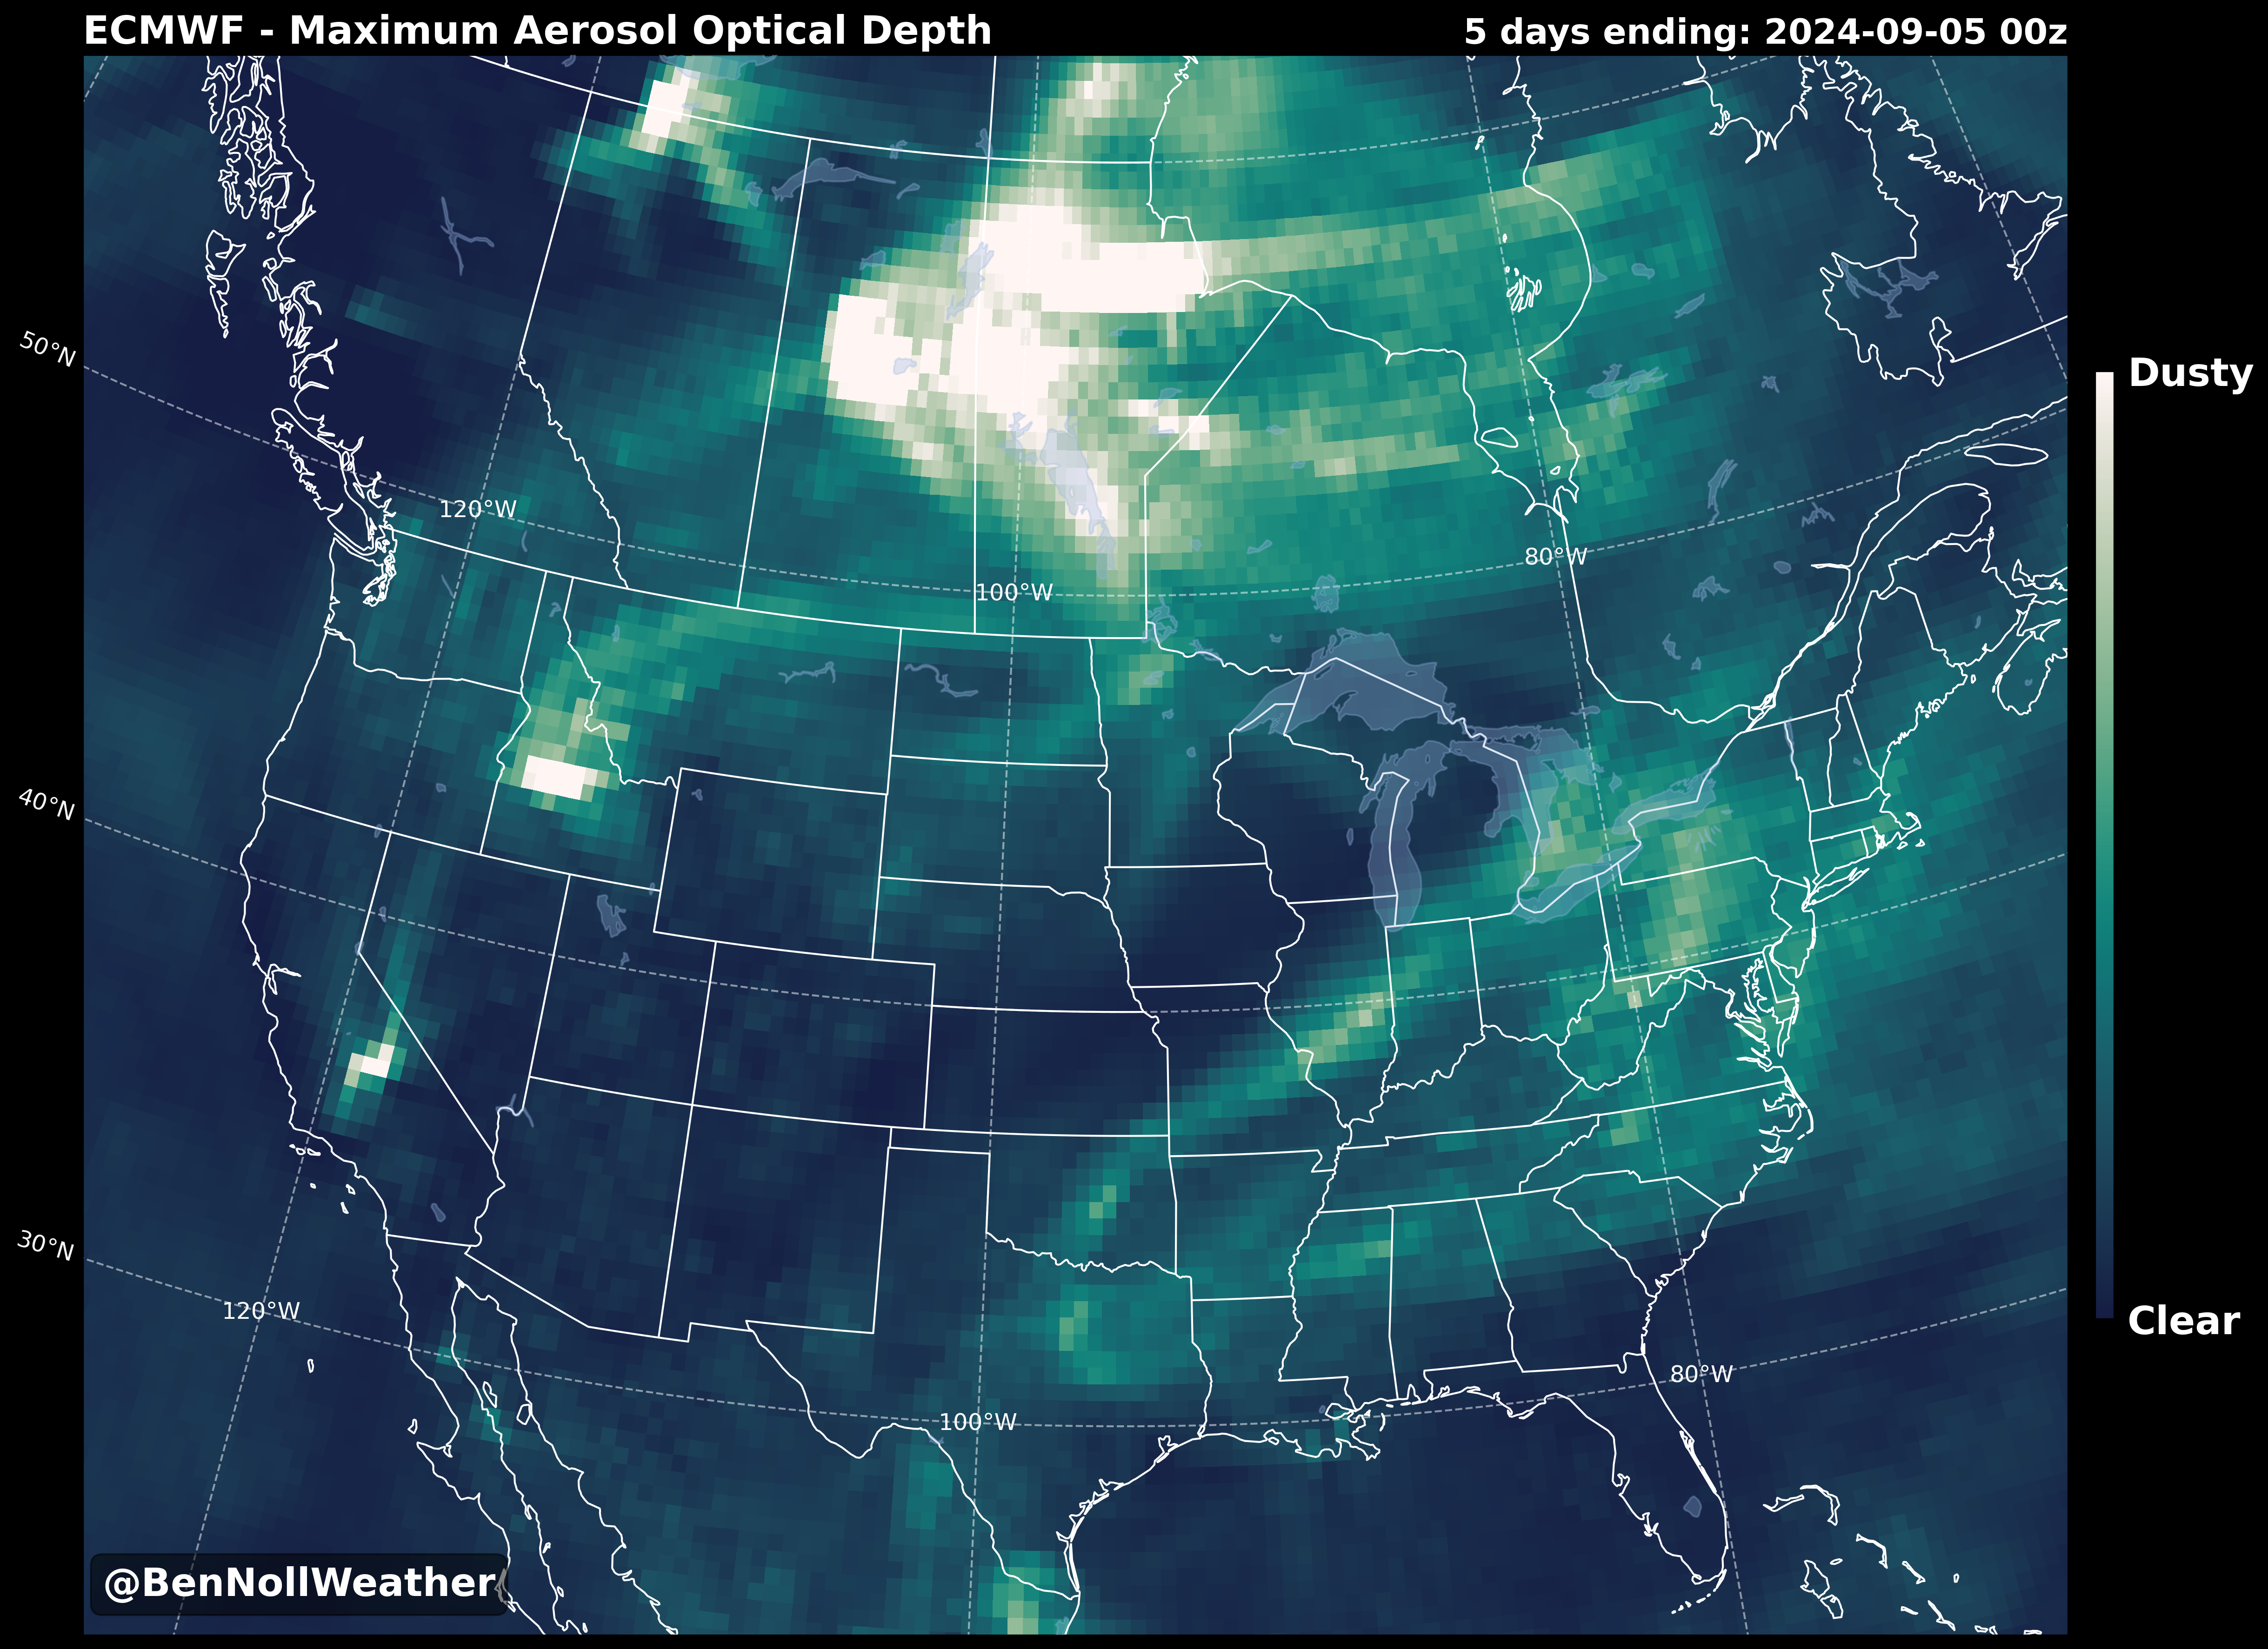 ECMWF - Maximum Aerosol Optical Depth
5 days ending: 2024-09-05 00z
50°N
Dusty
120°W
80°W
100°W
40°N
30°N
120°W
Clear
80°W
100°W
@BenNollWeather